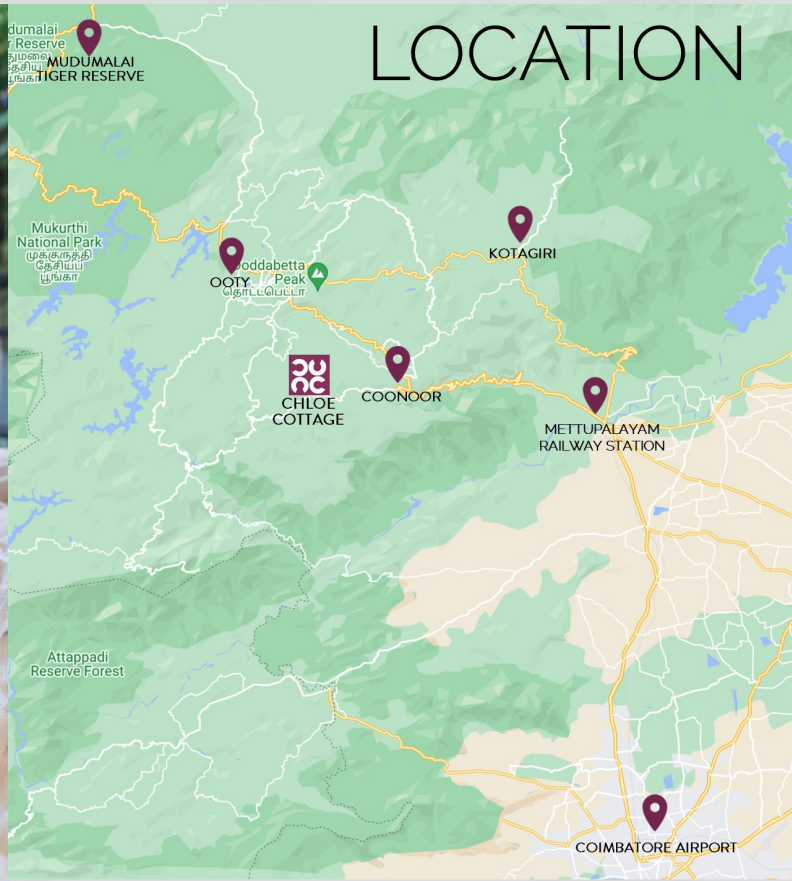 LOCATION
dumalai
r Reserve
MUDUMALAI
TIGER RESERVE
Mukurthi
National Park
முக்குருத்தி
தேசியப்
பூங்கா
KOTAGIRI
Doddabetta
Peak
தொட்டபெட்டா
OOTY
CHLOE
COTTAGE
COONOOR
METTUPALAYAM
RAILWAY STATION
Attappadi
Reserve Forest
COIMBATORE AIRPORT